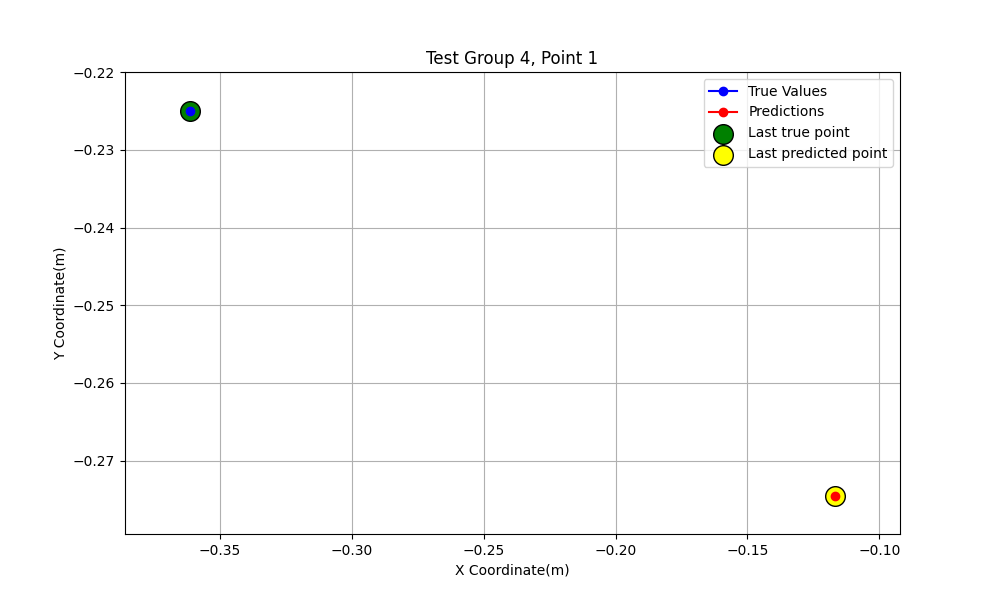 Test Group 4, Point 1
True Values
Predictions
Last true point
Last predicted point
Y Coordinate(m)
−0.22
−0.23
−0.24
−0.25
−0.26
−0.27
−0.35
−0.30
−0.25
−0.20
−0.15
−0.10
X Coordinate(m)